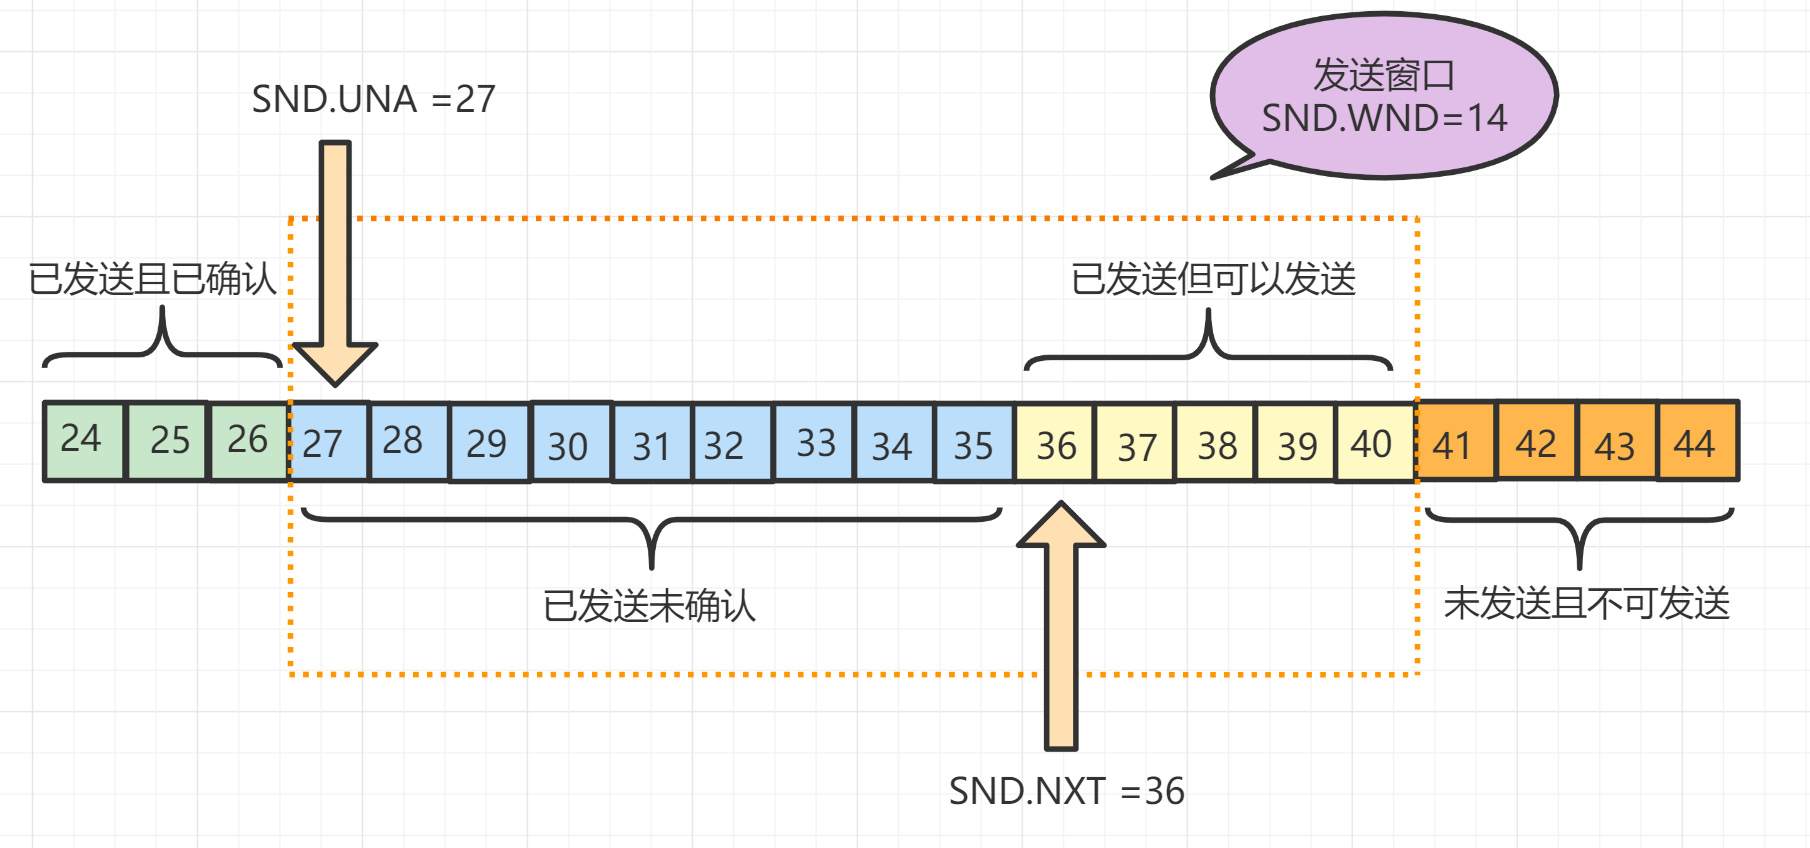 发送窗口
SND.WND=14
SND.UNA =27
已发送且已确认
已发送但可以发送
24 25 26 27 28 29 30 31 32 33 34 35 36 37 38 39 40 41 42 43 44
已发送未确认
未发送且不可发送
SND.NXT =36